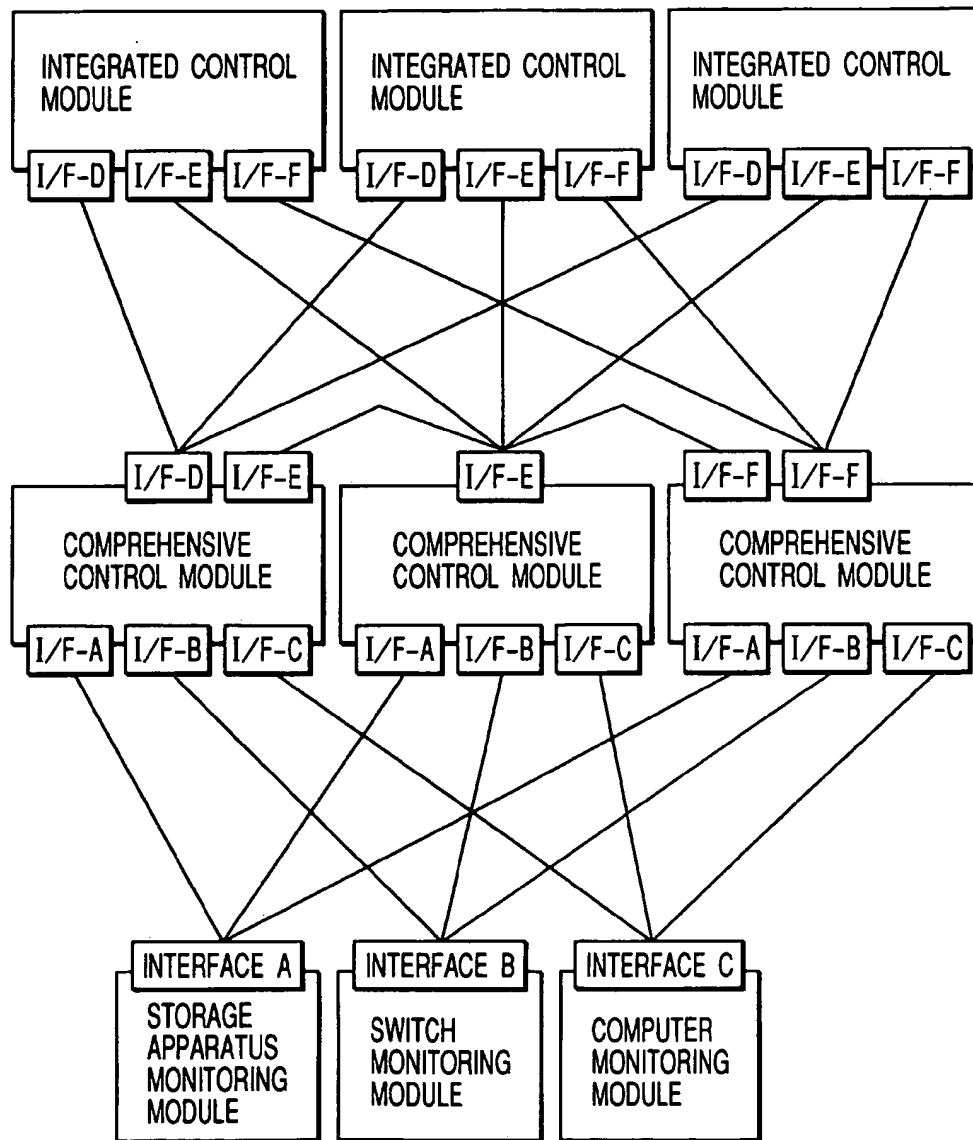 INTEGRATED CONTROL
MODULE
INTEGRATED CONTROL
MODULE
INTEGRATED CONTROL
MODULE
I/F-D I/F-E I/F-F
I/F-D I/F-E I/F-F
I/F-D I/F-E I/F-F
I/F-D I/F-E
I/F-E
I/F-F I/F-F
COMPREHENSIVE
CONTROL MODULE
COMPREHENSIVE
CONTROL MODULE
COMPREHENSIVE
CONTROL MODULE
I/F-A I/F-B I/F-C
I/F-A I/F-B I/F-C
I/F-A I/F-B I/F-C
INTERFACE A
STORAGE
APPARATUS
MONITORING
MODULE
INTERFACE B
SWITCH
MONITORING
MODULE
INTERFACE C
COMPUTER
MONITORING
MODULE